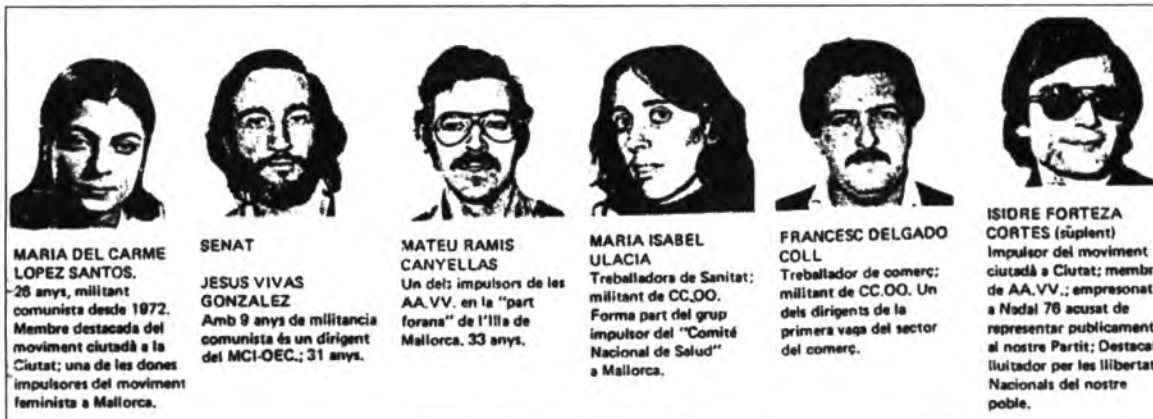 MARIA DEL CARME
LOPEZ SANTOS.
26 anys, militant
comunista desde 1972.
Membre destacada del
moviment ciutadà a la
Ciutat; una de les dones
impulsores del moviment
feminista a Mallorca.
SENAT
JESUS VIVAS
GONZALEZ
Amb 9 anys de militancia
comunista és un dirigent
del MCI-OEC.; 31 anys.
MATEU RAMIS
CANYELLAS
Un dels impulsors de les
AA.VV. en la "part
forana" de l'Illa de
Mallorca. 33 anys.
MARIA ISABEL
ULACIA
Treballadora de Sanitat;
militant de CC.OO.
Forma part del grup
impulsor del "Comité
Nacional de Salud"
a Mallorca.
FRANCESC DELGADO
COLL
Treballador de comerç;
militant de CC.OO. Un
dels dirigents de la
primera vaga del sector
del comerç.
ISIDRE FORTEZA
CORTES (súplent)
Impulsor del moviment
ciutadà a Ciutat; membr
de AA.VV.; empresonat
a Nadal 76 acusat de
representar publicament
al nostre Partit; Destacat
lluitador per les llibertat
Nacionals del nostre
poble.